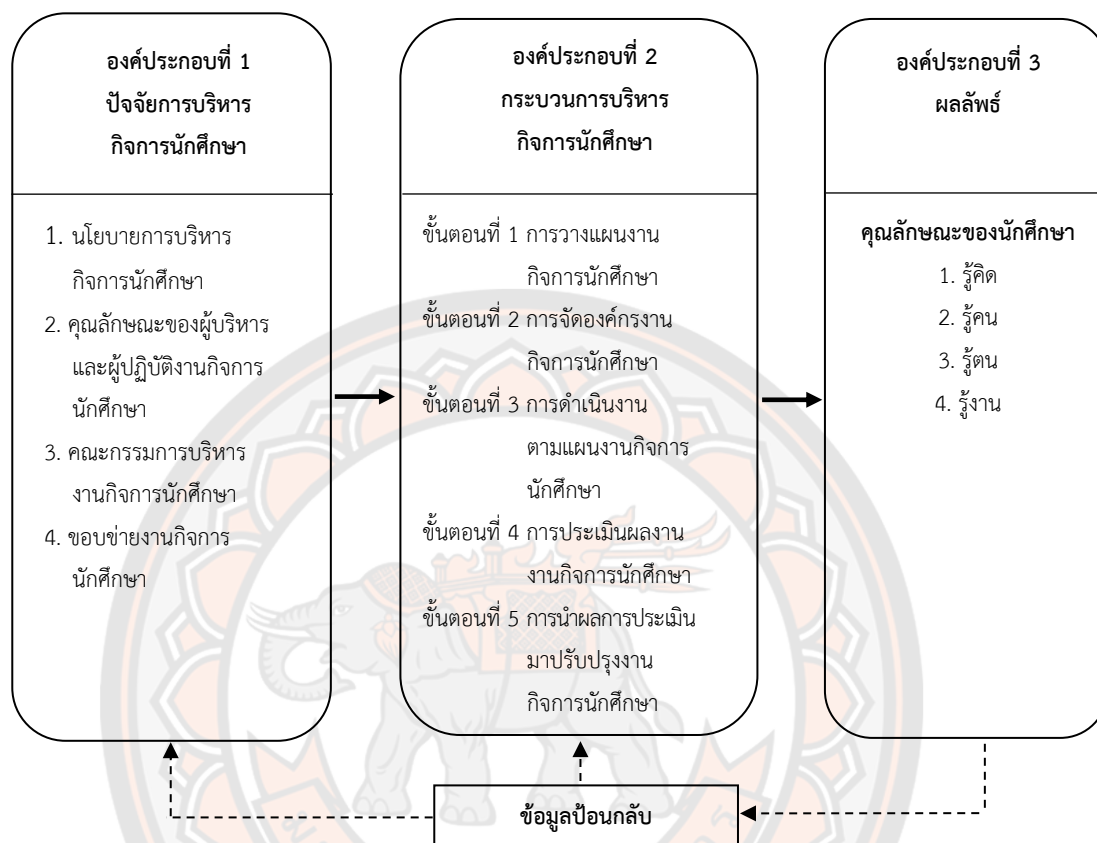 องค์ประกอบที่ 1
ปัจจัยการบริหาร
กิจการนักศึกษา
1. นโยบายการบริหาร
กิจการนักศึกษา
2. คุณลักษณะของผู้บริหาร
และผู้ปฏิบัติงานกิจการ
นักศึกษา
3. คณะกรรมการบริหาร
งานกิจการนักศึกษา
4. ขอบข่ายงานกิจการ
นักศึกษา
องค์ประกอบที่ 2
กระบวนการบริหาร
กิจการนักศึกษา
ขั้นตอนที่ 1 การวางแผนงาน
กิจการนักศึกษา
ขั้นตอนที่ 2 การจัดองค์กรงาน
กิจการนักศึกษา
ขั้นตอนที่ 3 การดำเนินงาน
ตามแผนงานกิจการ
นักศึกษา
ขั้นตอนที่ 4 การประเมินผลงาน
งานกิจการนักศึกษา
ขั้นตอนที่ 5 การนำผลการประเมิน
มาปรับปรุงงาน
กิจการนักศึกษา
องค์ประกอบที่ 3
ผลลัพธ์
คุณลักษณะของนักศึกษา
1. รู้คิด
2. รู้คน
3. รู้ตน
4. รู้งาน
ข้อมูลป้อนกลับ